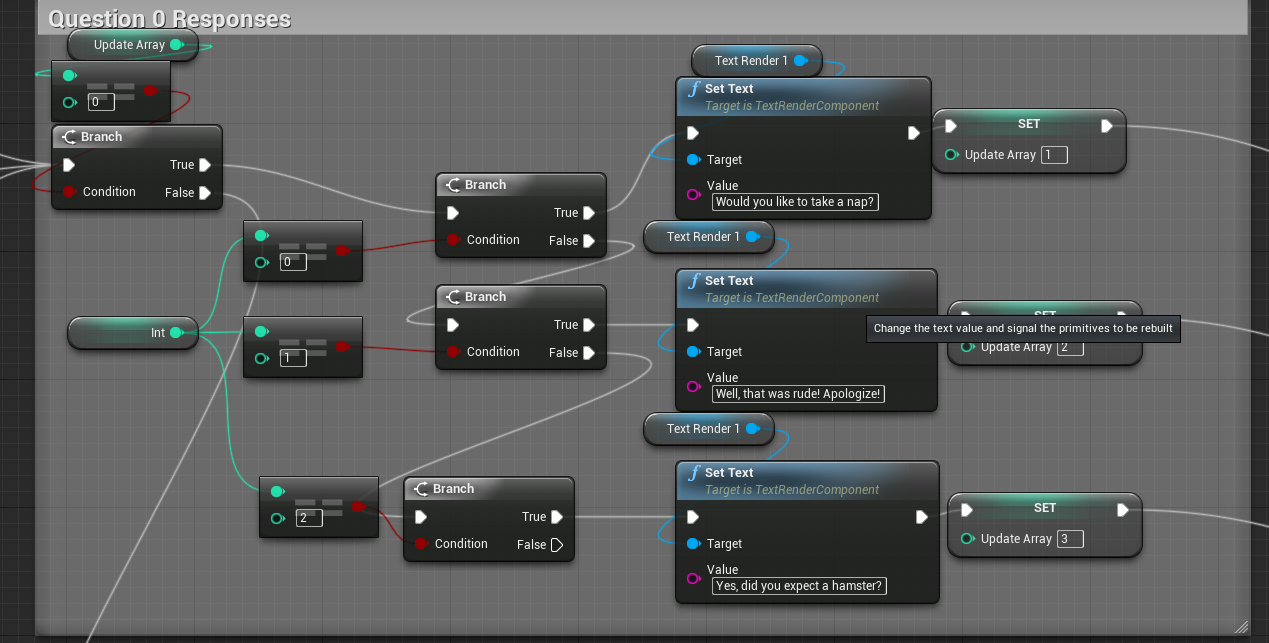 Question 0 Responses
Update Array
0
Branch
True
Condition
False
Int
0
1
2
Branch
True
Condition
False
Branch
True
Condition
False
Branch
True
Condition
False
Text Render 1
f Set Text
Target is TextRenderComponent
Target
Value
Would you like to take a nap?
SET
Update Array 1
Text Render 1
f Set Text
Target is TextRenderComponent
Change the text value and signal the primitives to be rebuilt
Target
Value
Well, that was rude! Apologize!
SET
Update Array 2
Text Render 1
f Set Text
Target is TextRenderComponent
Target
Value
Yes, did you expect a hamster?
SET
Update Array 3